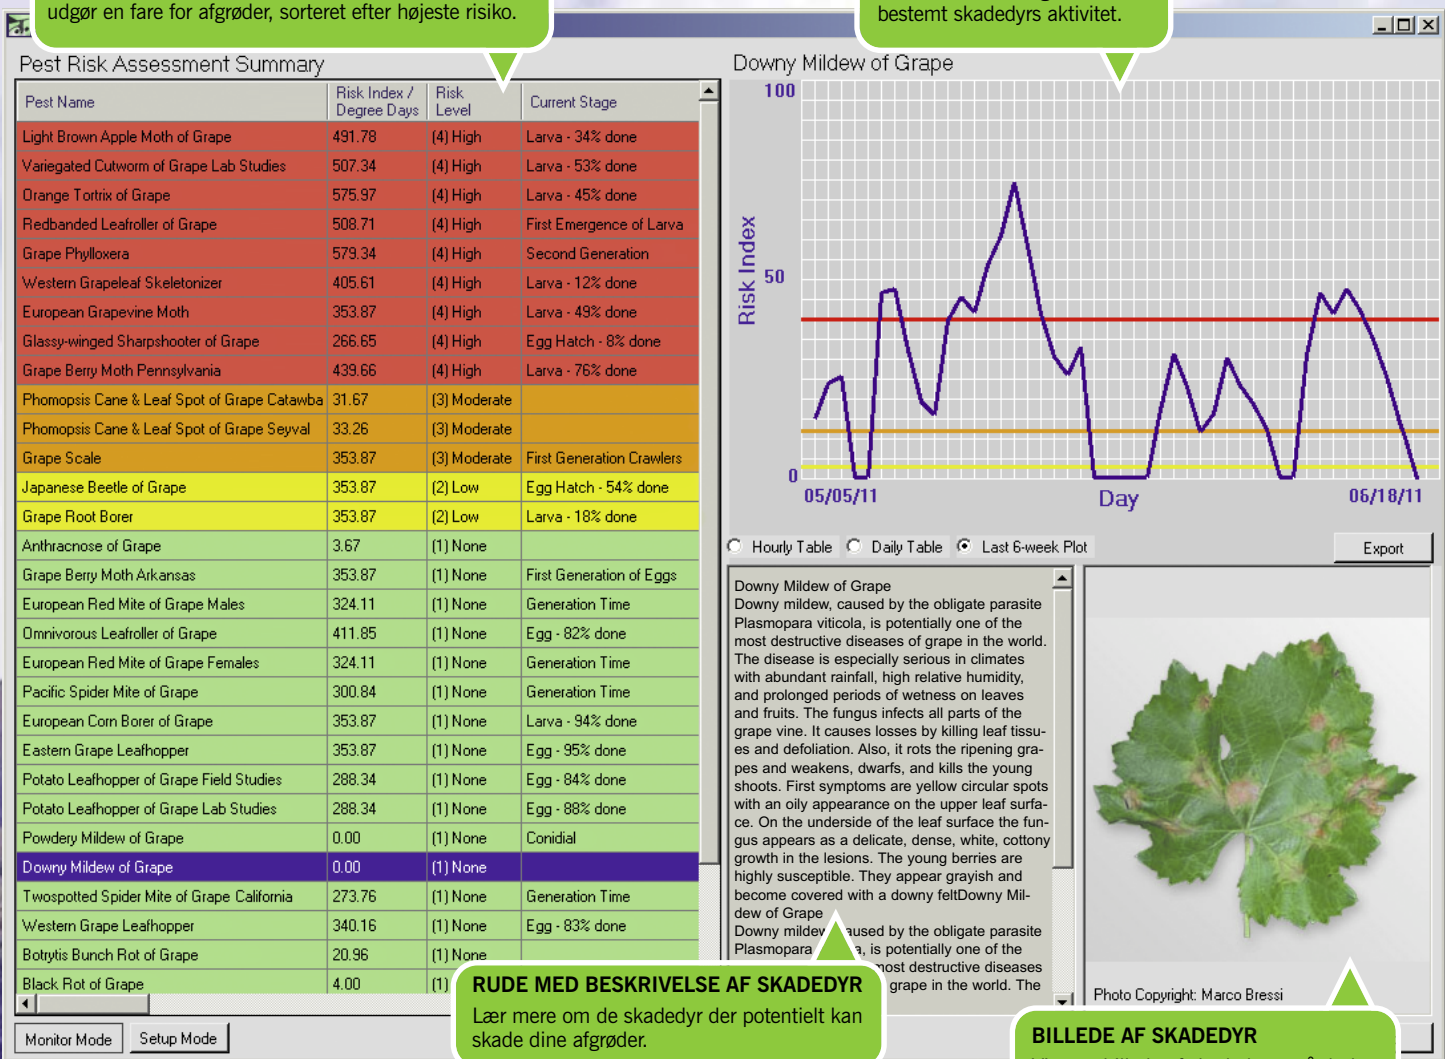 udgør en fare for afgrøder, sorteret efter højeste risiko.
bestemt skadedyrs aktivitet.
Pest Risk Assessment Summary
Pest Name Risk Index / Degree Days Risk Level Current Stage
Light Brown Apple Moth of Grape 491.78 (4) High Larva - 34% done
Variegated Cutworm of Grape Lab Studies 507.34 (4) High Larva - 53% done
Orange Tortrix of Grape 575.97 (4) High Larva - 45% done
Redbanded Leafroller of Grape 508.71 (4) High First Emergence of Larva
Grape Phylloxera 579.34 (4) High Second Generation
Western Grapeleaf Skeletonizer 405.61 (4) High Larva - 12% done
European Grapevine Moth 353.87 (4) High Larva - 49% done
Glassy-winged Sharpshooter of Grape 266.65 (4) High Egg Hatch - 8% done
Grape Berry Moth Pennsylvania 439.66 (4) High Larva - 76% done
Phomopsis Cane & Leaf Spot of Grape Catawba 31.67 (3) Moderate
Phomopsis Cane & Leaf Spot of Grape Seyval 33.26 (3) Moderate
Grape Scale 353.87 (3) Moderate First Generation Crawlers
Japanese Beetle of Grape 353.87 (2) Low Egg Hatch - 54% done
Grape Root Borer 353.87 (2) Low Larva - 18% done
Anthracnose of Grape 3.67 (1) None
Grape Berry Moth Arkansas 353.87 (1) None First Generation of Eggs
European Red Mite of Grape Males 324.11 (1) None Generation Time
Omnivorous Leafroller of Grape 411.85 (1) None Egg - 82% done
European Red Mite of Grape Females 324.11 (1) None Generation Time
Pacific Spider Mite of Grape 300.84 (1) None Generation Time
European Corn Borer of Grape 353.87 (1) None Larva - 94% done
Eastern Grape Leafhopper 353.87 (1) None Egg - 95% done
Potato Leafhopper of Grape Field Studies 288.34 (1) None Egg - 84% done
Potato Leafhopper of Grape Lab Studies 288.34 (1) None Egg - 88% done
Powdery Mildew of Grape 0.00 (1) None Conidial
Downy Mildew of Grape 0.00 (1) None
Twospotted Spider Mite of Grape California 273.76 (1) None Generation Time
Western Grape Leafhopper 340.16 (1) None Egg - 83% done
Botrytis Bunch Rot of Grape 20.96 (1) None
Black Rot of Grape 4.00 (1)
Monitor Mode Setup Mode
Downy Mildew of Grape
100
50
0
Risk Index
05/05/11 Day 06/18/11
Hourly Table Daily Table Last 6-week Plot Export
Downy Mildew of Grape
Downy mildew, caused by the obligate parasite
Plasmopara viticola, is potentially one of the
most destructive diseases of grape in the world.
The disease is especially serious in climates
with abundant rainfall, high relative humidity,
and prolonged periods of wetness on leaves
and fruits. The fungus infects all parts of the
grape vine. It causes losses by killing leaf tissu-
es and defoliation. Also, it rots the ripening gra-
pes and weakens, dwarfs, and kills the young
shoots. First symptoms are yellow circular spots
with an oily appearance on the upper leaf surfa-
ce. On the underside of the leaf surface the fun-
gus appears as a delicate, dense, white, cottony
growth in the lesions. The young berries are
highly susceptible. They appear grayish and
become covered with a downy feltDowny Mil-
dew of Grape
Downy mildew caused by the obligate parasite
Plasmopara is potentially one of the
most destructive diseases
grape in the world. The
Photo Copyright: Marco Bressi
RUDE MED BESKRIVELSE AF SKADEDYR
Lær mere om de skadedyr der potentielt kan
skade dine afgrøder.
BILLEDE AF SKADEDYR